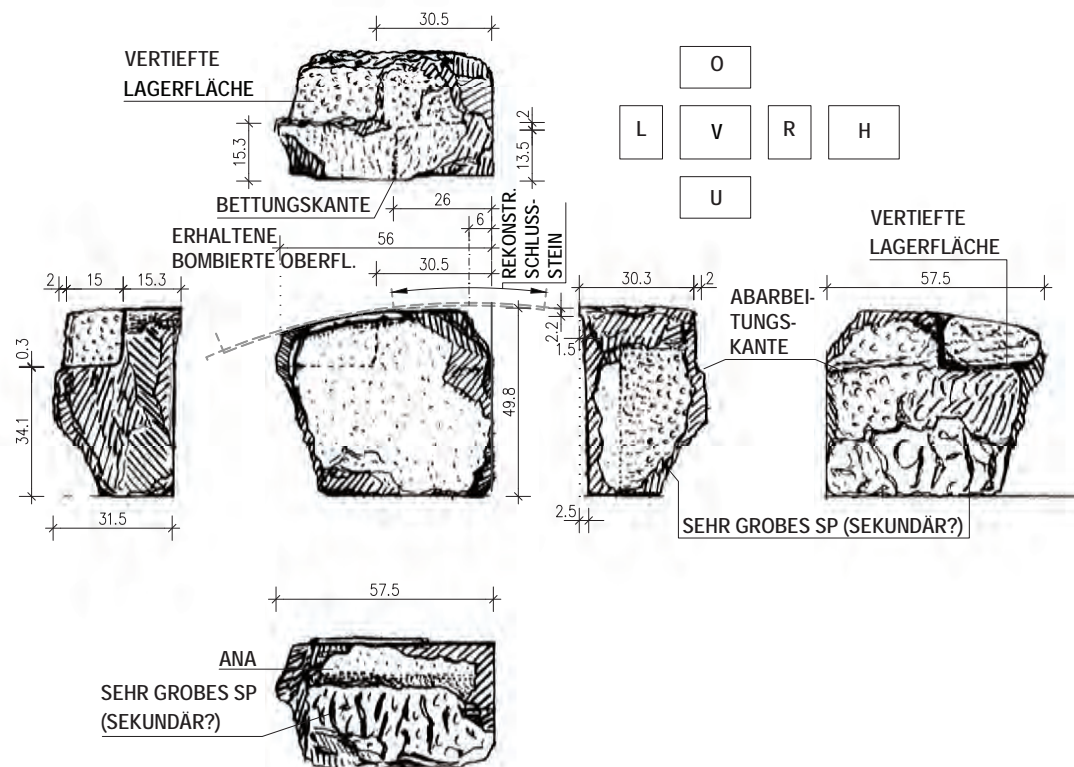 30.5
VERTIEFTE
LAGERFLÄCHE
15.3
2
13.5
BETTUNGSKANTE
26
6
56
30.5
ERHALTENE
BOMBIERTE OBERFL.
REKONSTR.
SCHLUSS-
STEIN
O
L V R H
U
VERTIEFTE
LAGERFLÄCHE
2 15 15.3
0.3
34.1
31.5
49.8
2.2
1.5
30.3 2
2.5
ABARBEI-
TUNGS-
KANTE
57.5
SEHR GROBES SP (SEKUNDÄR?)
57.5
ANA
SEHR GROBES SP
(SEKUNDÄR?)